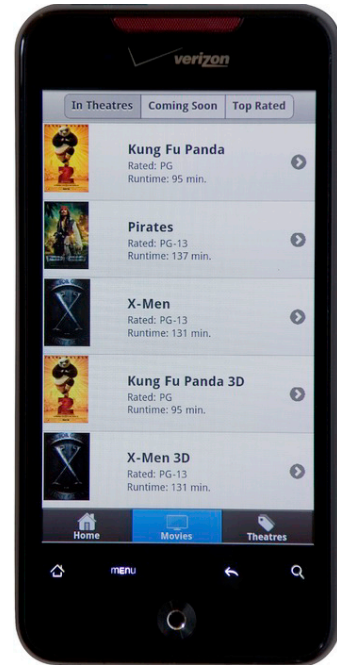 verizon
In Theatres Coming Soon Top Rated
Kung Fu Panda
Rated: PG
Runtime: 95 min.
2
Pirates
Rated: PG-13
Runtime: 137 min.
X-Men
Rated: PG-13
Runtime: 131 min.
Kung Fu Panda 3D
Rated: PG
Runtime: 95 min.
2
X-Men 3D
Rated: PG-13
Runtime: 131 min.
Home Movies Theatres
menu